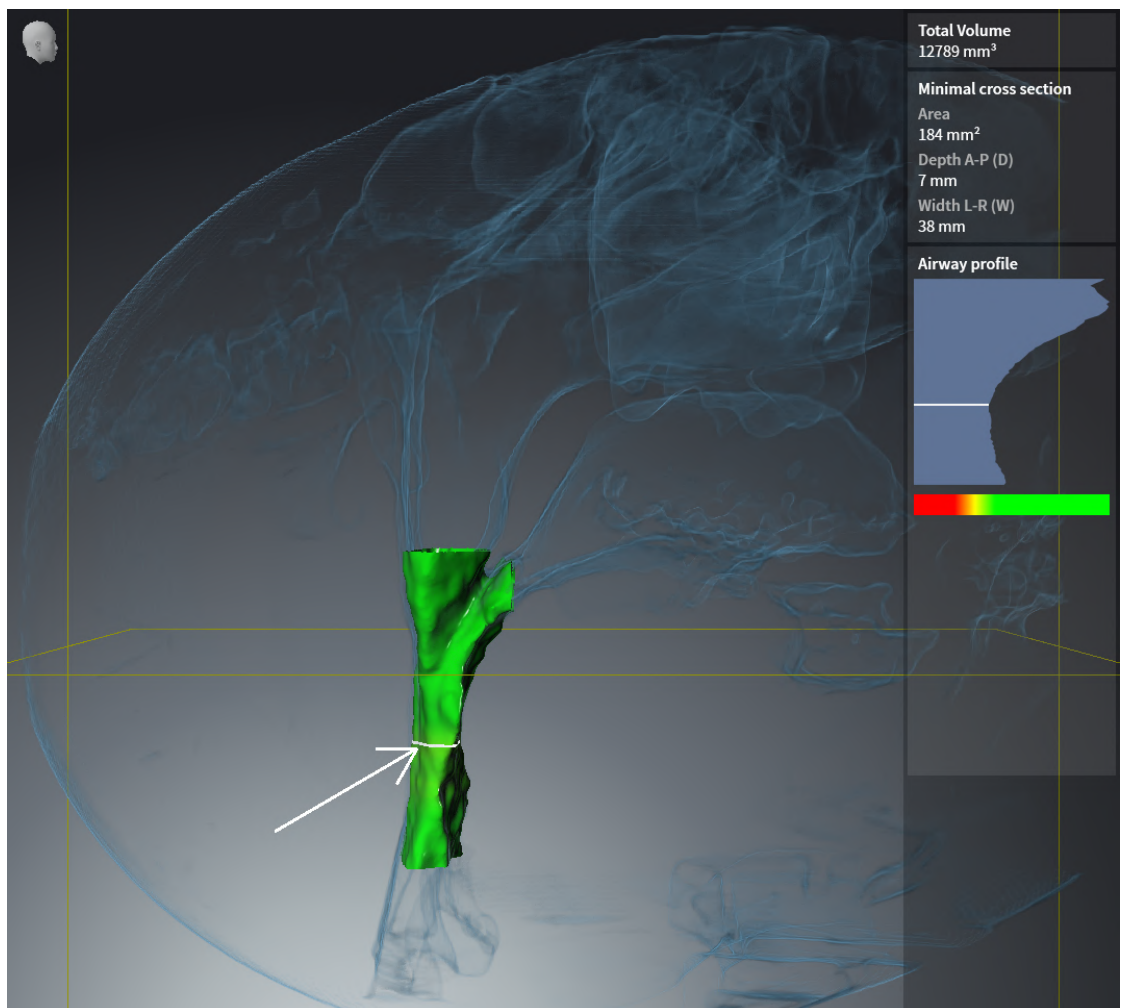 Total Volume
12789 mm³
Minimal cross section
Area
184 mm²
Depth A-P (D)
7 mm
Width L-R (W)
38 mm
Airway profile